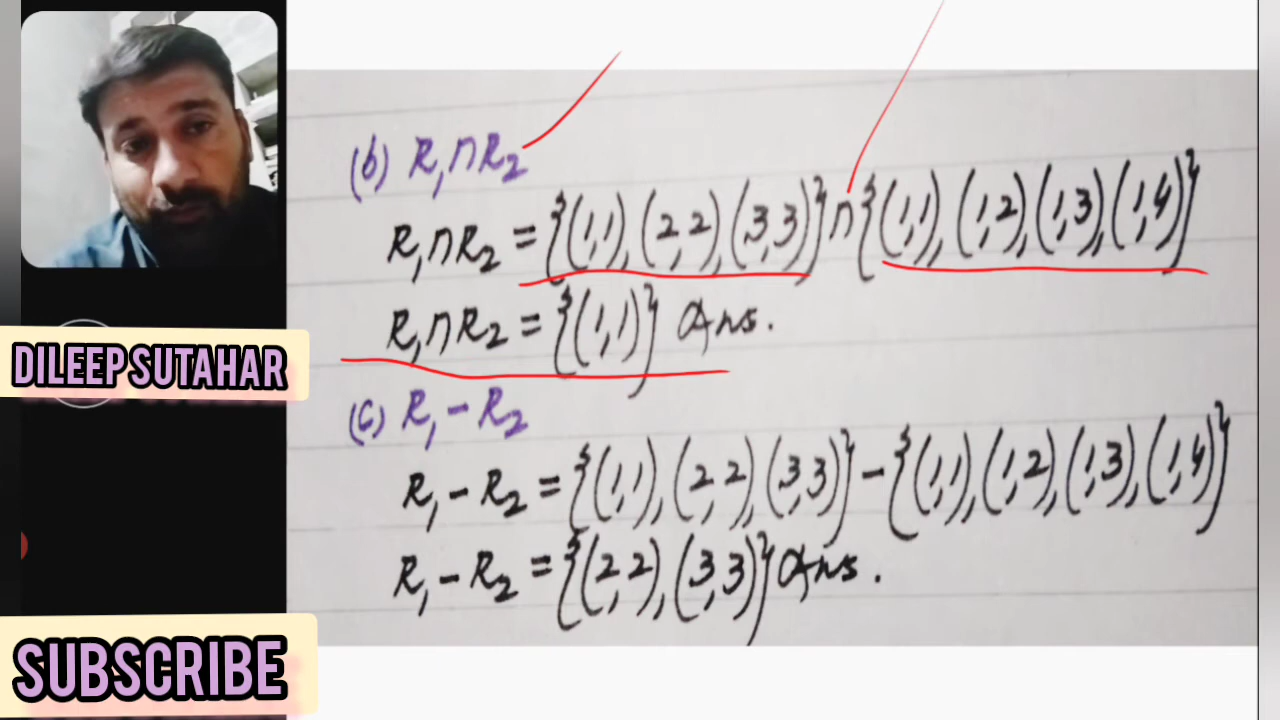 (b) R₁∩R₂
R₁∩R₂ = {(1,1),(2,2),(3,3)}∩{(1,1),(1,2),(1,3),(1,4)}
R₁∩R₂ = {(1,1)} Ans.
(c) R₁-R₂
R₁-R₂ = {(1,1),(2,2),(3,3)}-{(1,1),(1,2),(1,3),(1,4)}
R₁-R₂ = {(2,2),(3,3)} Ans.
DILEEP SUTAHAR
SUBSCRIBE